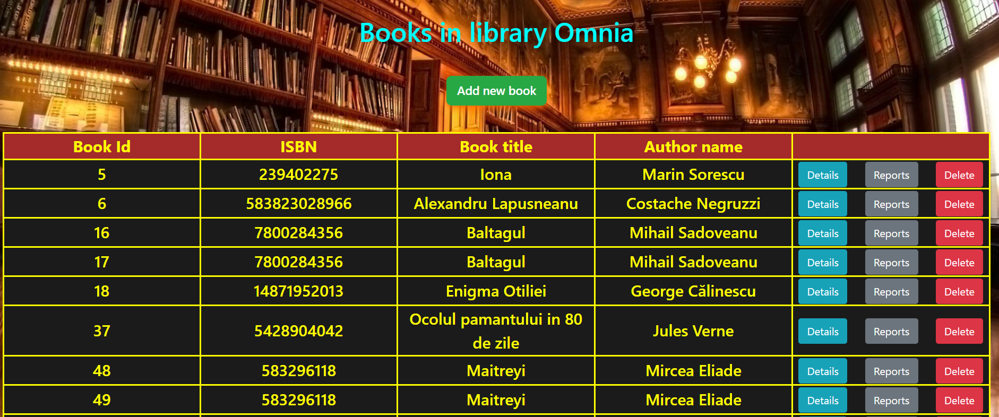 Books in library Omnia
Add new book
Book Id ISBN Book title Author name
5 239402275 Iona Marin Sorescu Details Reports Delete
6 583823028966 Alexandru Lapusneanu Costache Negruzzi Details Reports Delete
16 7800284356 Baltagul Mihail Sadoveanu Details Reports Delete
17 7800284356 Baltagul Mihail Sadoveanu Details Reports Delete
18 14871952013 Enigma Otiliei George Călinescu Details Reports Delete
37 5428904042 Ocolul pamantului in 80
de zile Jules Verne Details Reports Delete
48 583296118 Maitreyi Mircea Eliade Details Reports Delete
49 583296118 Maitreyi Mircea Eliade Details Reports Delete